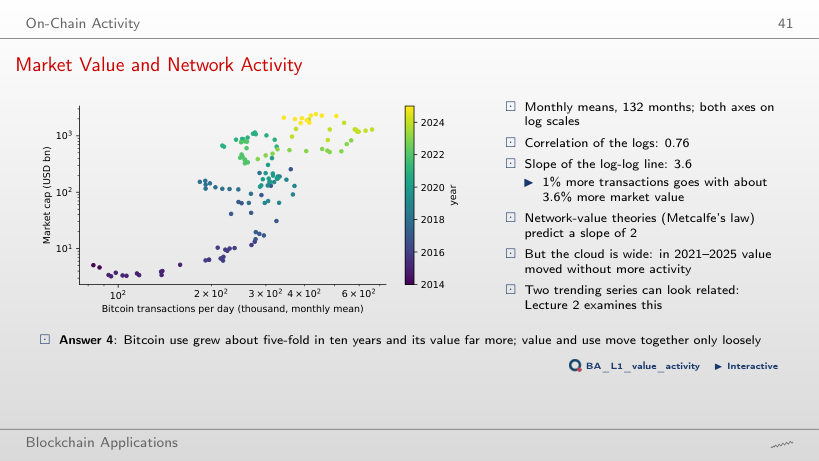 On-Chain Activity 41
Market Value and Network Activity
10³
10²
10¹
Market cap (USD bn)
10² 2 × 10² 3 × 10² 4 × 10² 6 × 10²
Bitcoin transactions per day (thousand, monthly mean)
2024
2022
2020
2018
2016
2014
year
Monthly means, 132 months; both axes on
log scales
Correlation of the logs: 0.76
Slope of the log-log line: 3.6
▶ 1% more transactions goes with about
3.6% more market value
Network-value theories (Metcalfe's law)
predict a slope of 2
But the cloud is wide: in 2021–2025 value
moved without more activity
Two trending series can look related:
Lecture 2 examines this
Answer 4: Bitcoin use grew about five-fold in ten years and its value far more; value and use move together only loosely
BA_L1_value_activity ▶ Interactive
Blockchain Applications